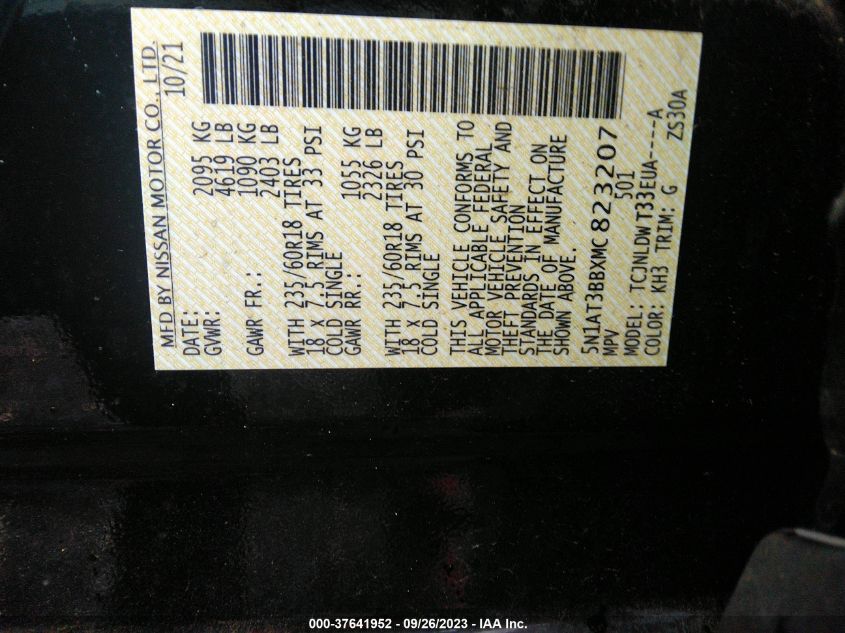 MFD BY NISSAN MOTOR CO., LTD.
DATE: 10/21
GVWR: 2095 KG
4619 LB
GAWR FR.: 1090 KG
2403 LB
WITH 235/60R18 TIRES
18 x 7.5 RIMS AT 33 PSI
COLD SINGLE
GAWR RR.: 1055 KG
2326 LB
WITH 235/60R18 TIRES
18 x 7.5 RIMS AT 30 PSI
COLD SINGLE
THIS VEHICLE CONFORMS TO
ALL APPLICABLE FEDERAL
MOTOR VEHICLE SAFETY AND
THEFT PREVENTION
STANDARDS IN EFFECT ON
THE DATE OF MANUFACTURE
SHOWN ABOVE.
5N1AT3BBXMC823207
MPV 501
MODEL: TCJNLDW T33EUA----A
COLOR: KH3 TRIM: G ZS30A
000-37641952 - 09/26/2023 - IAA Inc.